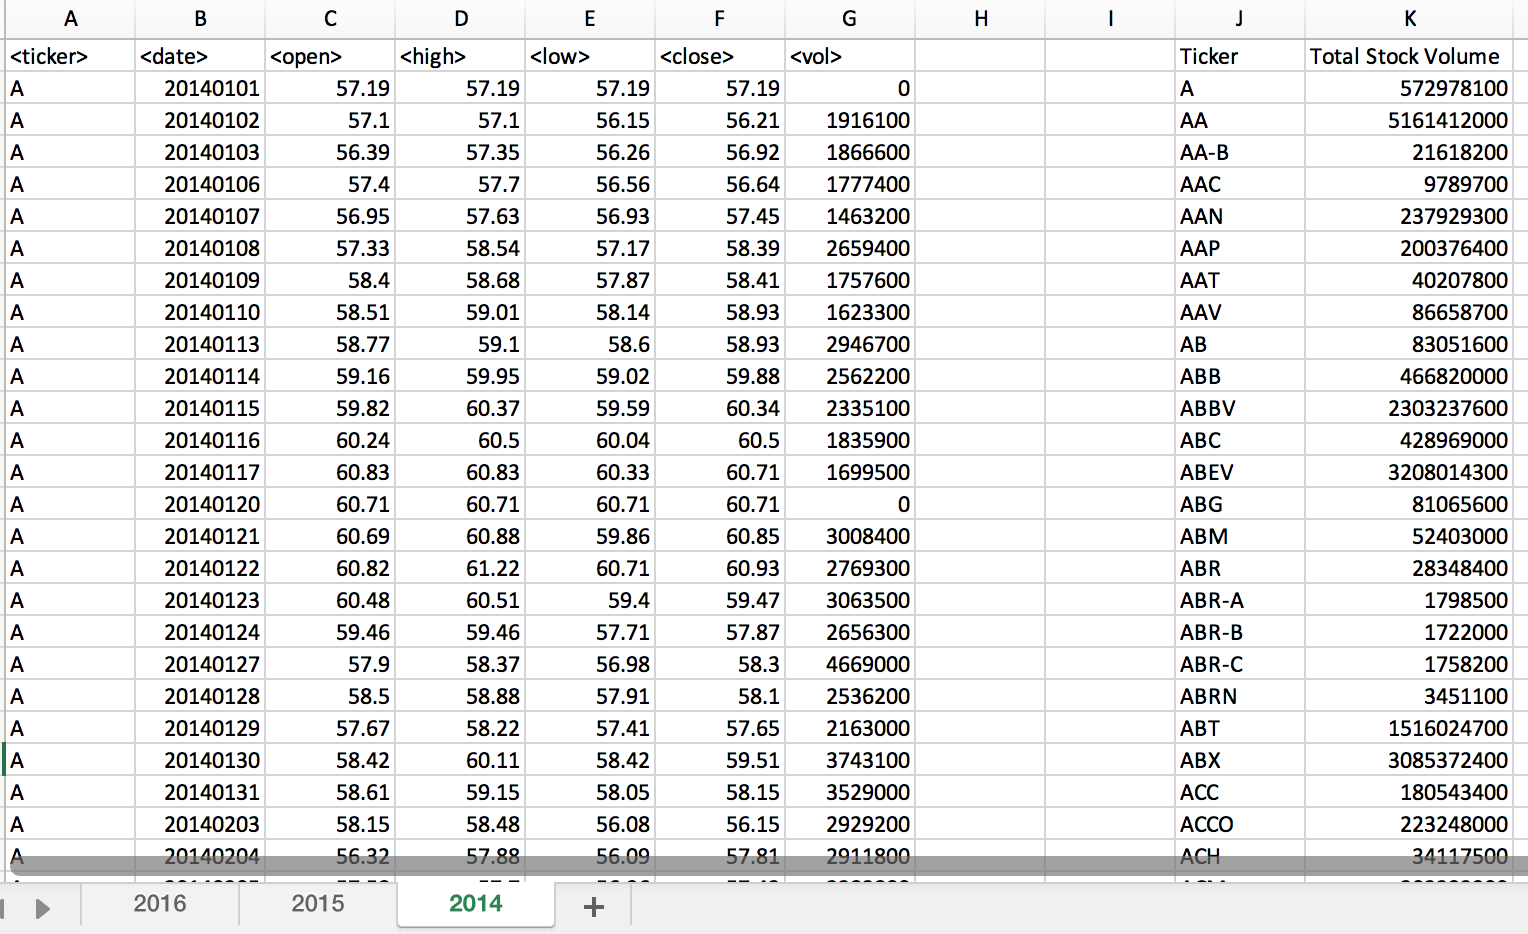 A B C D E F G H I J K
<ticker> <date> <open> <high> <low> <close> <vol> Ticker Total Stock Volume
A 20140101 57.19 57.19 57.19 57.19 0 A 572978100
A 20140102 57.1 57.1 56.15 56.21 1916100 AA 5161412000
A 20140103 56.39 57.35 56.26 56.92 1866600 AA-B 21618200
A 20140106 57.4 57.7 56.56 56.64 1777400 AAC 9789700
A 20140107 56.95 57.63 56.93 57.45 1463200 AAN 237929300
A 20140108 57.33 58.54 57.17 58.39 2659400 AAP 200376400
A 20140109 58.4 58.68 57.87 58.41 1757600 AAT 40207800
A 20140110 58.51 59.01 58.14 58.93 1623300 AAV 86658700
A 20140113 58.77 59.1 58.6 58.93 2946700 AB 83051600
A 20140114 59.16 59.95 59.02 59.88 2562200 ABB 466820000
A 20140115 59.82 60.37 59.59 60.34 2335100 ABBV 2303237600
A 20140116 60.24 60.5 60.04 60.5 1835900 ABC 428969000
A 20140117 60.83 60.83 60.33 60.71 1699500 ABEV 3208014300
A 20140120 60.71 60.71 60.71 60.71 0 ABG 81065600
A 20140121 60.69 60.88 59.86 60.85 3008400 ABM 52403000
A 20140122 60.82 61.22 60.71 60.93 2769300 ABR 28348400
A 20140123 60.48 60.51 59.4 59.47 3063500 ABR-A 1798500
A 20140124 59.46 59.46 57.71 57.87 2656300 ABR-B 1722000
A 20140127 57.9 58.37 56.98 58.3 4669000 ABR-C 1758200
A 20140128 58.5 58.88 57.91 58.1 2536200 ABRN 3451100
A 20140129 57.67 58.22 57.41 57.65 2163000 ABT 1516024700
A 20140130 58.42 60.11 58.42 59.51 3743100 ABX 3085372400
A 20140131 58.61 59.15 58.05 58.15 3529000 ACC 180543400
A 20140203 58.15 58.48 56.08 56.15 2929200 ACCO 223248000
A 20140204 56.32 57.88 56.09 57.81 2911800 ACH 34117500
2016 2015 2014 +